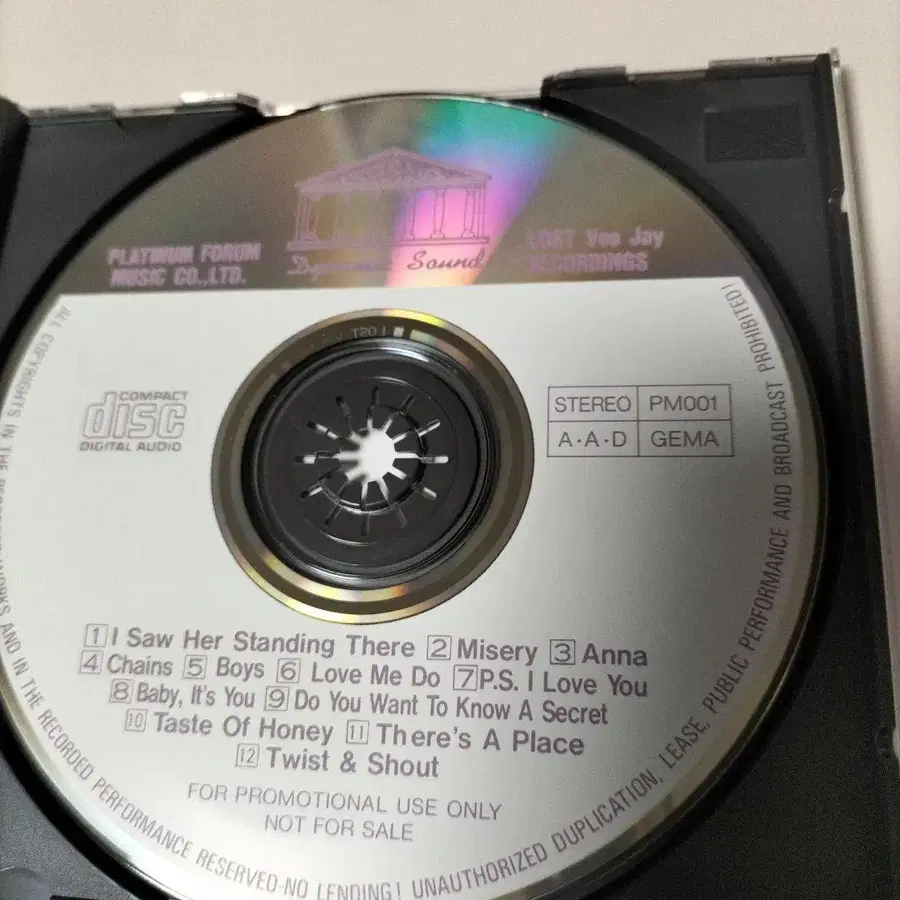 PLATINUM FORUM
MUSIC CO.,LTD.
Sound
LOST Vee Jay
RECORDINGS
COMPACT
disc
DIGITAL AUDIO
STEREO PM001
A·A·D GEMA
1 I Saw Her Standing There 2 Misery 3 Anna
4 Chains 5 Boys 6 Love Me Do 7 P.S. I Love You
8 Baby, It's You 9 Do You Want To Know A Secret
10 Taste Of Honey 11 There's A Place
12 Twist & Shout
FOR PROMOTIONAL USE ONLY
NOT FOR SALE
ALL COPYRIGHTS IN THE WORKS AND IN THE RECORDED PERFORMANCE RESERVED-NO LENDING! UNAUTHORIZED DUPLICATION, LEASE, PUBLIC PERFORMANCE AND BROADCAST PROHIBITED!